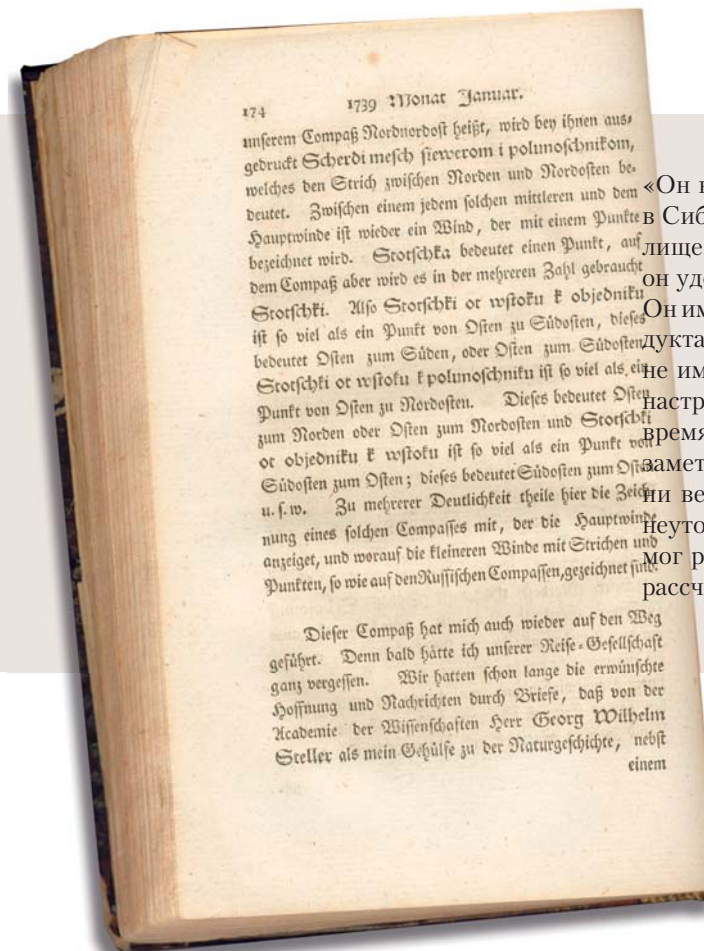 174 1739 Monat Januar.
unſerem Compaß Nordnordoſt heißt, wird bey ihnen aus-
gedruckt Scherdi meſch ſiewerom i polunoſchnikom,
welches den Strich zwiſchen Norden und Nordoſten be-
deutet. Zwiſchen einem jedem ſolchen mittleren und dem
Hauptwinde iſt wieder ein Wind, der mit einem Punkte
bezeichnet wird. Stotſchka bedeutet einen Punkt, auf
dem Compaß aber wird es in der mehreren Zahl gebraucht
Stotſchki. Alſo Stotſchki ot wſtoku k objedniku
iſt ſo viel als ein Punkt von Oſten zu Südoſten, dieſes
bedeutet Oſten zum Süden, oder Oſten zum Südoſten
Stotſchki ot wſtoku k polunoſchniku iſt ſo viel als ein
Punkt von Oſten zu Nordoſten. Dieſes bedeutet Oſten
zum Norden oder Oſten zum Nordoſten und Stotſchki
ot objedniku k wſtoku iſt ſo viel als ein Punkt von
Südoſten zum Oſten; dieſes bedeutet Südoſten zum Oſten
u. ſ. w. Zu mehrerer Deutlichkeit theile hier die Zeich-
nung eines ſolchen Compaſſes mit, der die Hauptwinde
anzeiget, und worauf die kleineren Winde mit Strichen und
Punkten, ſo wie auf den Ruſſiſchen Compaſſen, gezeichnet ſind.
Dieſer Compaß hat mich auch wieder auf den Weg
geführt. Denn bald hätte ich unſerer Reiſe-Geſellſchaft
ganz vergeſſen. Wir hatten ſchon lange die erwünſchte
Hoffnung und Nachrichten durch Briefe, daß von der
Academie der Wiſſenſchaften Herr Georg Wilhelm
Steller als mein Gehülfe zu der Naturgeſchichte, nebſt
einem
«Он
в Сиб
лище
он уд
Он им
дукта
не им
настр
время
замет
ни ве
неуто
мог р
рассч